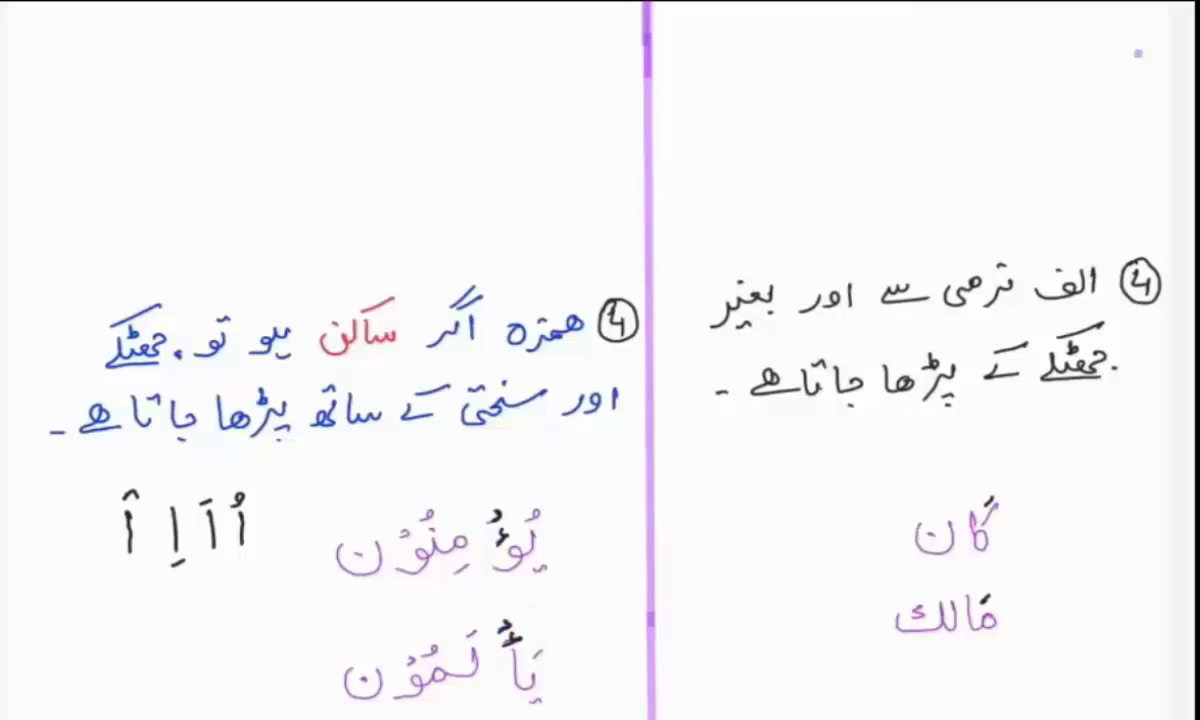 ④ الف نرمی سے اور بغیر
جھٹکے کے پڑھا جاتا ہے ۔
كَان
مَالك
④ ھمزہ اگر ساکن ہو تو جھٹکے
اور سختی کے ساتھ پڑھا جاتا ہے ۔
يُؤْمِنُوْن
اُ اَ اِ اْ
يَأْلَمُوْن